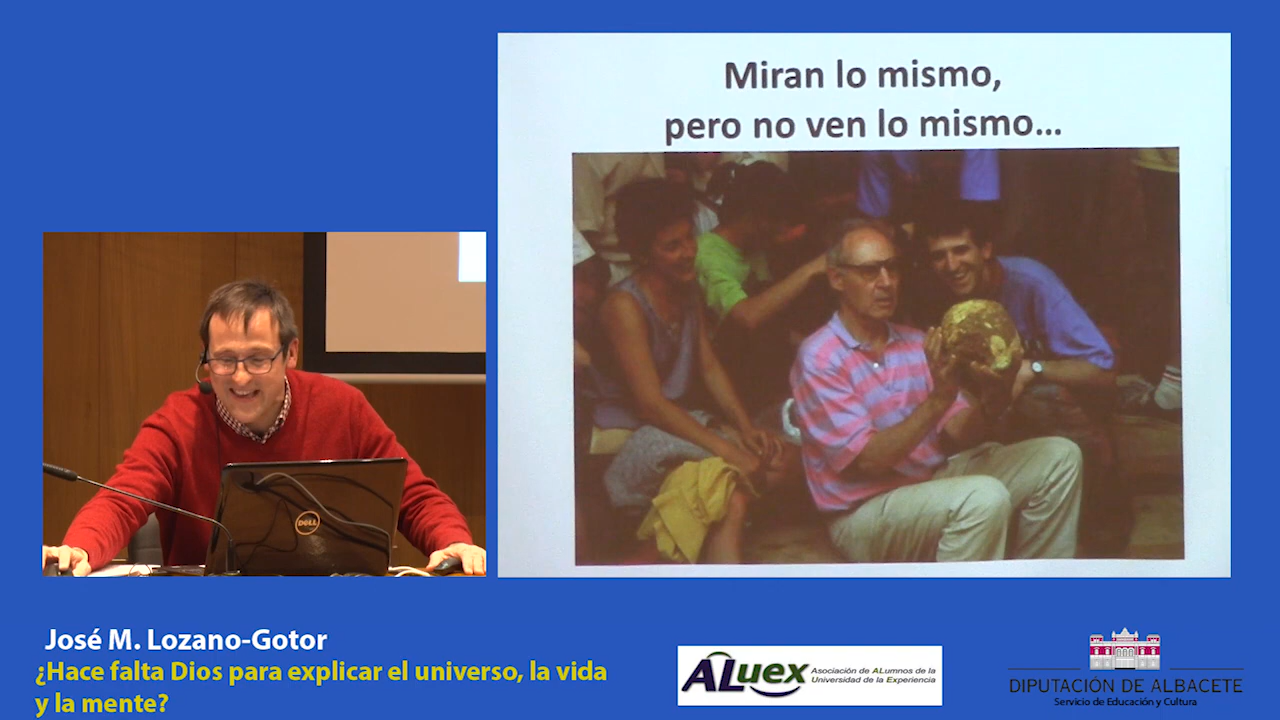 Miran lo mismo,
pero no ven lo mismo...
DELL
José M. Lozano-Gotor
¿Hace falta Dios para explicar el universo, la vida
y la mente?
ALuex
Asociación de ALumnos de la
Universidad de la Experiencia
DIPUTACIÓN DE ALBACETE
Servicio de Educación y Cultura